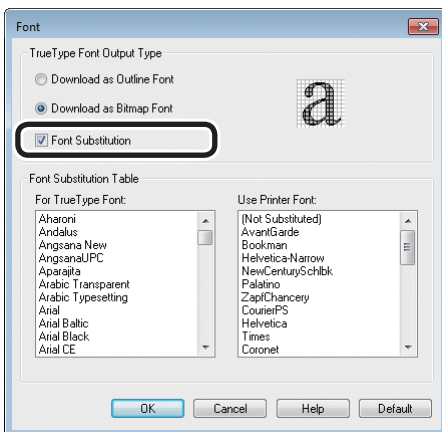 Font
TrueType Font Output Type
Download as Outline Font
Download as Bitmap Font
a
Font Substitution
Font Substitution Table
For TrueType Font:
Aharoni
Andalus
Angsana New
AngsanaUPC
Aparajita
Arabic Transparent
Arabic Typesetting
Arial
Arial Baltic
Arial Black
Arial CE
Use Printer Font:
(Not Substituted)
AvantGarde
Bookman
Helvetica-Narrow
NewCenturySchlbk
Palatino
ZapfChancery
CourierPS
Helvetica
Times
Coronet
OK
Cancel
Help
Default